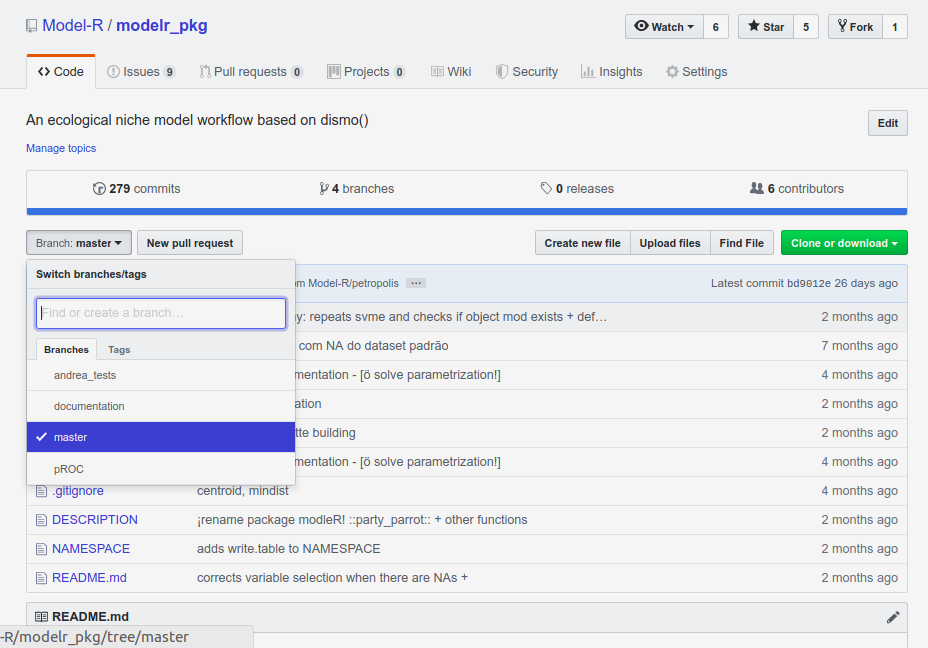 Model-R / modelr_pkg
Watch 6 Star 5 Fork 1
Code Issues 9 Pull requests 0 Projects 0 Wiki Security Insights Settings
An ecological niche model workflow based on dismo()
Edit
Manage topics
279 commits 4 branches 0 releases 6 contributors
Branch: master New pull request Create new file Upload files Find File Clone or download
Switch branches/tags
Find or create a branch…
Branches Tags
andrea_tests
documentation
master
pROC
m Model-R/petropolis ... Latest commit bd9012e 26 days ago
y: repeats svme and checks if object mod exists + def… 2 months ago
com NA do dataset padrão 7 months ago
mentation - [ö solve parametrization!] 4 months ago
ation 2 months ago
tte building 2 months ago
mentation - [ö solve parametrization!] 4 months ago
.gitignore centroid, mindist 4 months ago
DESCRIPTION ¡rename package modleR! ::party_parrot:: + other functions 2 months ago
NAMESPACE adds write.table to NAMESPACE 2 months ago
README.md corrects variable selection when there are NAs + 2 months ago
README.md
-R/modelr_pkg/tree/master